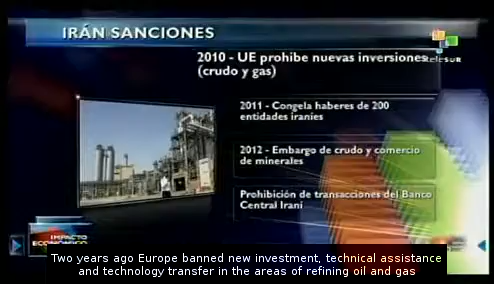 IRÁN SANCIONES
2010 - UE prohibe nuevas inversiones
(crudo y gas)
teleSUR
2011 - Congela haberes de 200
entidades iraníes
2012 - Embargo de crudo y comercio
de minerales
Prohibición de transacciones del Banco
Central Iraní
IMPACTO
ECONÓMICO
Two years ago Europe banned new investment, technical assistance
and technology transfer in the areas of refining oil and gas